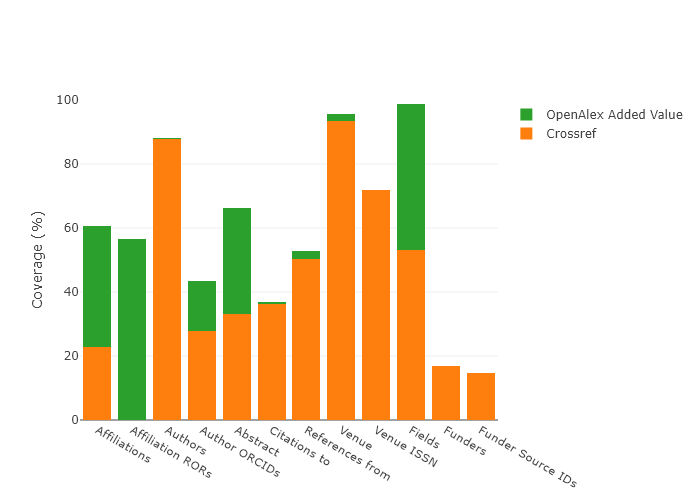 OpenAlex Added Value
Crossref
Coverage (%)
100
80
60
40
20
0
Affiliations
Affiliation RORs
Authors
Author ORCIDs
Abstract
Citations to
References from
Venue
Venue ISSN
Fields
Funders
Funder Source IDs